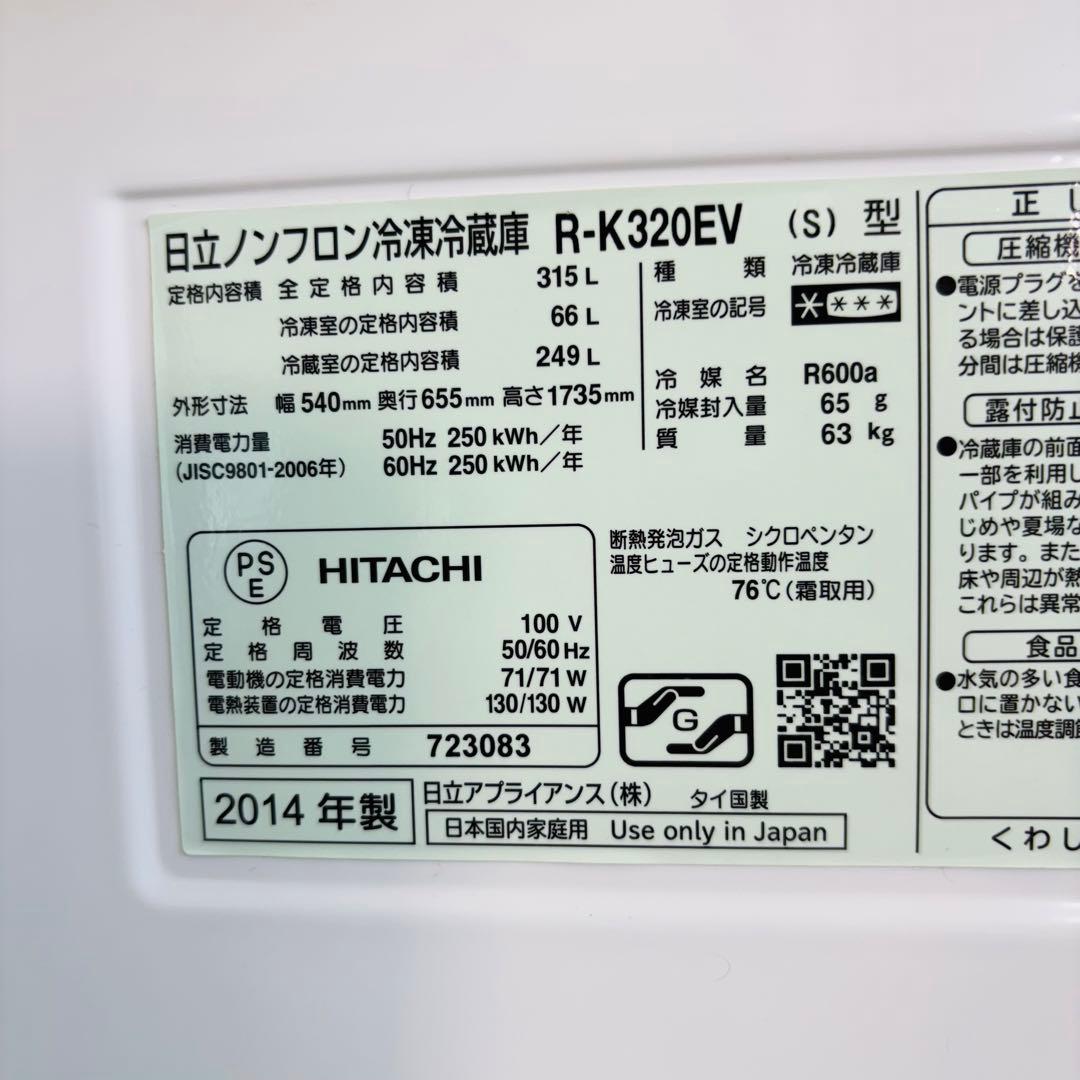 日立ノンフロン冷凍冷蔵庫 R-K320EV (S) 型
定格内容積 全定格内容積 315 L
冷凍室の定格内容積 66 L
冷蔵室の定格内容積 249 L
外形寸法 幅 540mm 奥行 655mm 高さ 1735mm
消費電力量 50Hz 250 kWh/年
(JISC9801-2006年) 60Hz 250 kWh/年
種類 冷凍冷蔵庫
冷凍室の記号 *(***)
冷媒名 R600a
冷媒封入量 65 g
質量 63 kg
PSE HITACHI
定格電圧 100 V
定格周波数 50/60 Hz
電動機の定格消費電力 71/71 W
電熱装置の定格消費電力 130/130 W
製造番号 723083
断熱発泡ガス シクロペンタン
温度ヒューズの定格動作温度
76℃(霜取用)
G
2014 年製
日立アプライアンス(株) タイ国製
日本国内家庭用 Use only in Japan
正し
圧縮機
●電源プラグを
ントに差し込
る場合は保護
分間は圧縮機
露付防止
●冷蔵庫の前面
一部を利用し
パイプが組み
じめや夏場な
ります。また
床や周辺が熱
これらは異常
食品
●水気の多い食
口に置かない
ときは温度調節
くわし